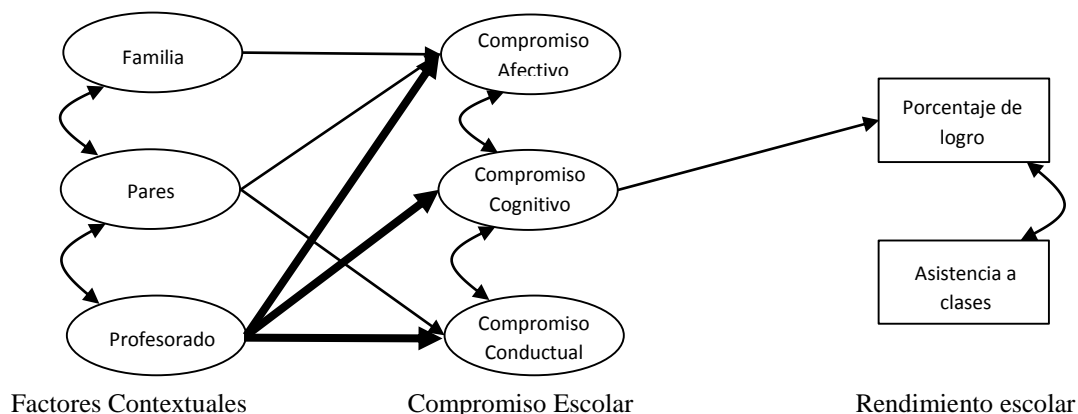 Familia
Compromiso
Afectivo
Porcentaje de
logro
Pares
Compromiso
Cognitivo
Asistencia a
clases
Profesorado
Compromiso
Conductual
Factores Contextuales
Compromiso Escolar
Rendimiento escolar